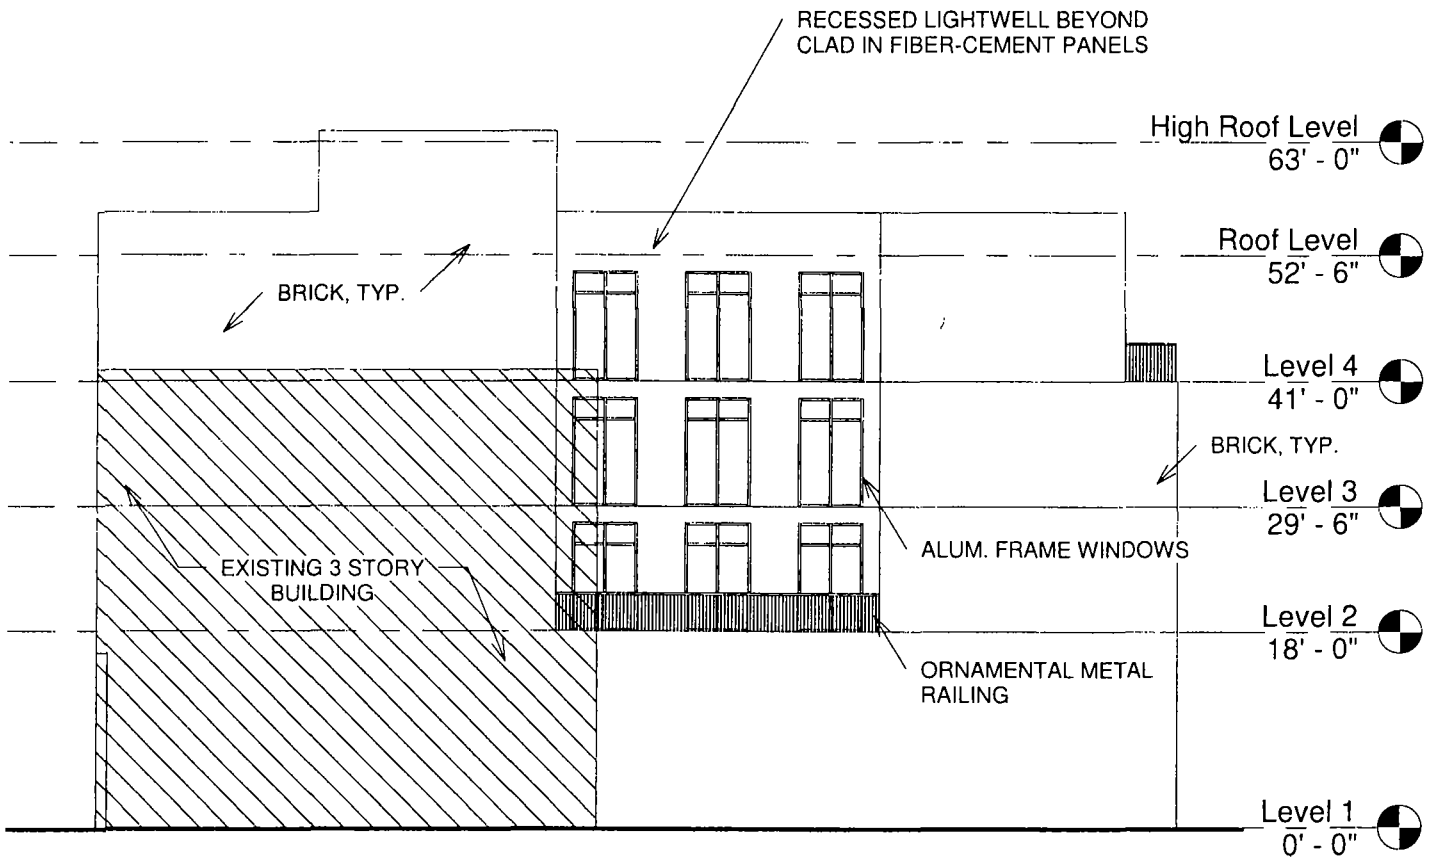 RECESSED LIGHTWELL BEYOND
CLAD IN FIBER-CEMENT PANELS
High Roof Level
63' - 0"
Roof Level
52' - 6"
BRICK, TYP.
Level 4
41' - 0"
BRICK, TYP.
Level 3
29' - 6"
ALUM. FRAME WINDOWS
EXISTING 3 STORY
BUILDING
Level 2
18' - 0"
ORNAMENTAL METAL
RAILING
Level 1
0' - 0"